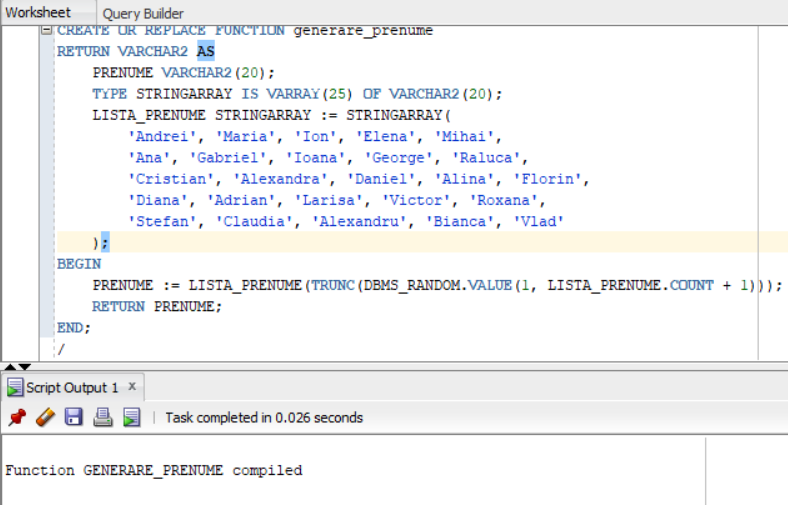 Worksheet Query Builder
CREATE OR REPLACE FUNCTION generare_prenume
RETURN VARCHAR2 AS
PRENUME VARCHAR2(20);
TYPE STRINGARRAY IS VARRAY(25) OF VARCHAR2(20);
LISTA_PRENUME STRINGARRAY := STRINGARRAY(
'Andrei', 'Maria', 'Ion', 'Elena', 'Mihai',
'Ana', 'Gabriel', 'Ioana', 'George', 'Raluca',
'Cristian', 'Alexandra', 'Daniel', 'Alina', 'Florin',
'Diana', 'Adrian', 'Larisa', 'Victor', 'Roxana',
'Stefan', 'Claudia', 'Alexandru', 'Bianca', 'Vlad'
);
BEGIN
PRENUME := LISTA_PRENUME(TRUNC(DBMS_RANDOM.VALUE(1, LISTA_PRENUME.COUNT + 1)));
RETURN PRENUME;
END;
/
Script Output 1 x
Task completed in 0.026 seconds
Function GENERARE_PRENUME compiled